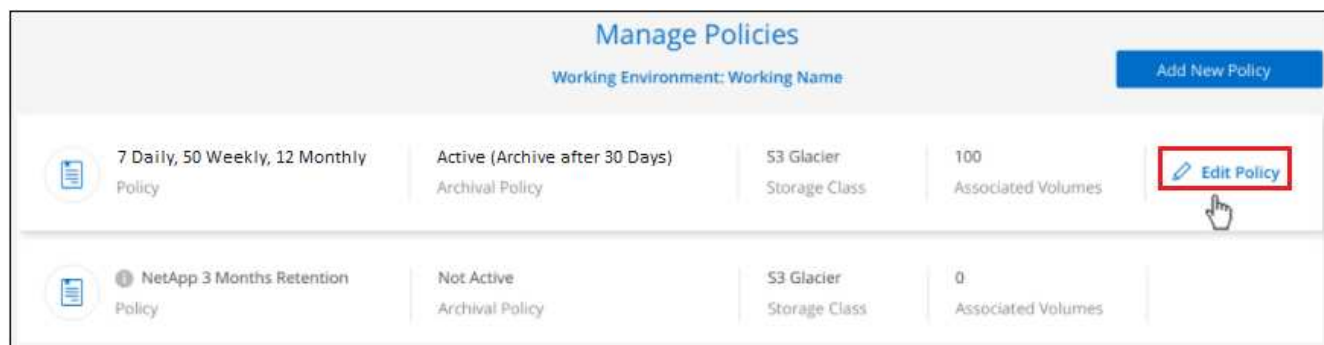 Manage Policies
Working Environment: Working Name
Add New Policy
7 Daily, 50 Weekly, 12 Monthly
Policy
Active (Archive after 30 Days)
Archival Policy
S3 Glacier
Storage Class
100
Associated Volumes
Edit Policy
NetApp 3 Months Retention
Policy
Not Active
Archival Policy
S3 Glacier
Storage Class
0
Associated Volumes